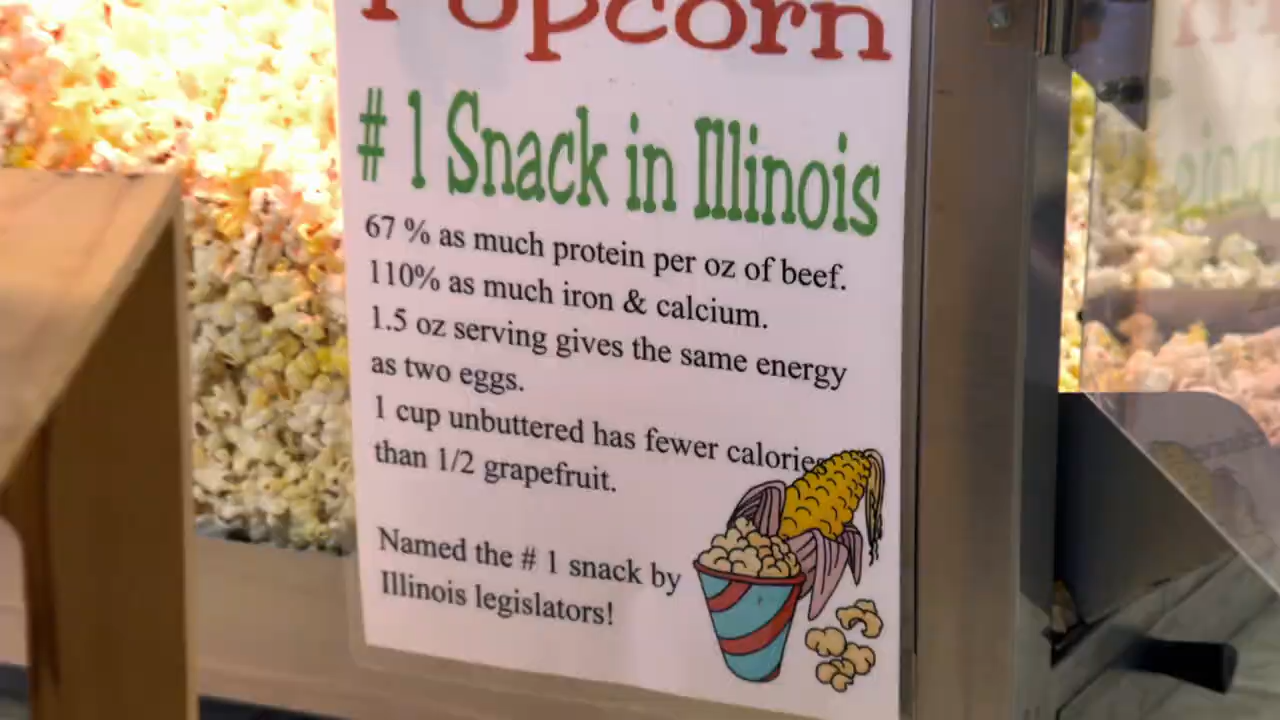 Popcorn
# 1 Snack in Illinois
67 % as much protein per oz of beef.
110% as much iron & calcium.
1.5 oz serving gives the same energy
as two eggs.
1 cup unbuttered has fewer calories
than 1/2 grapefruit.
Named the # 1 snack by
Illinois legislators!